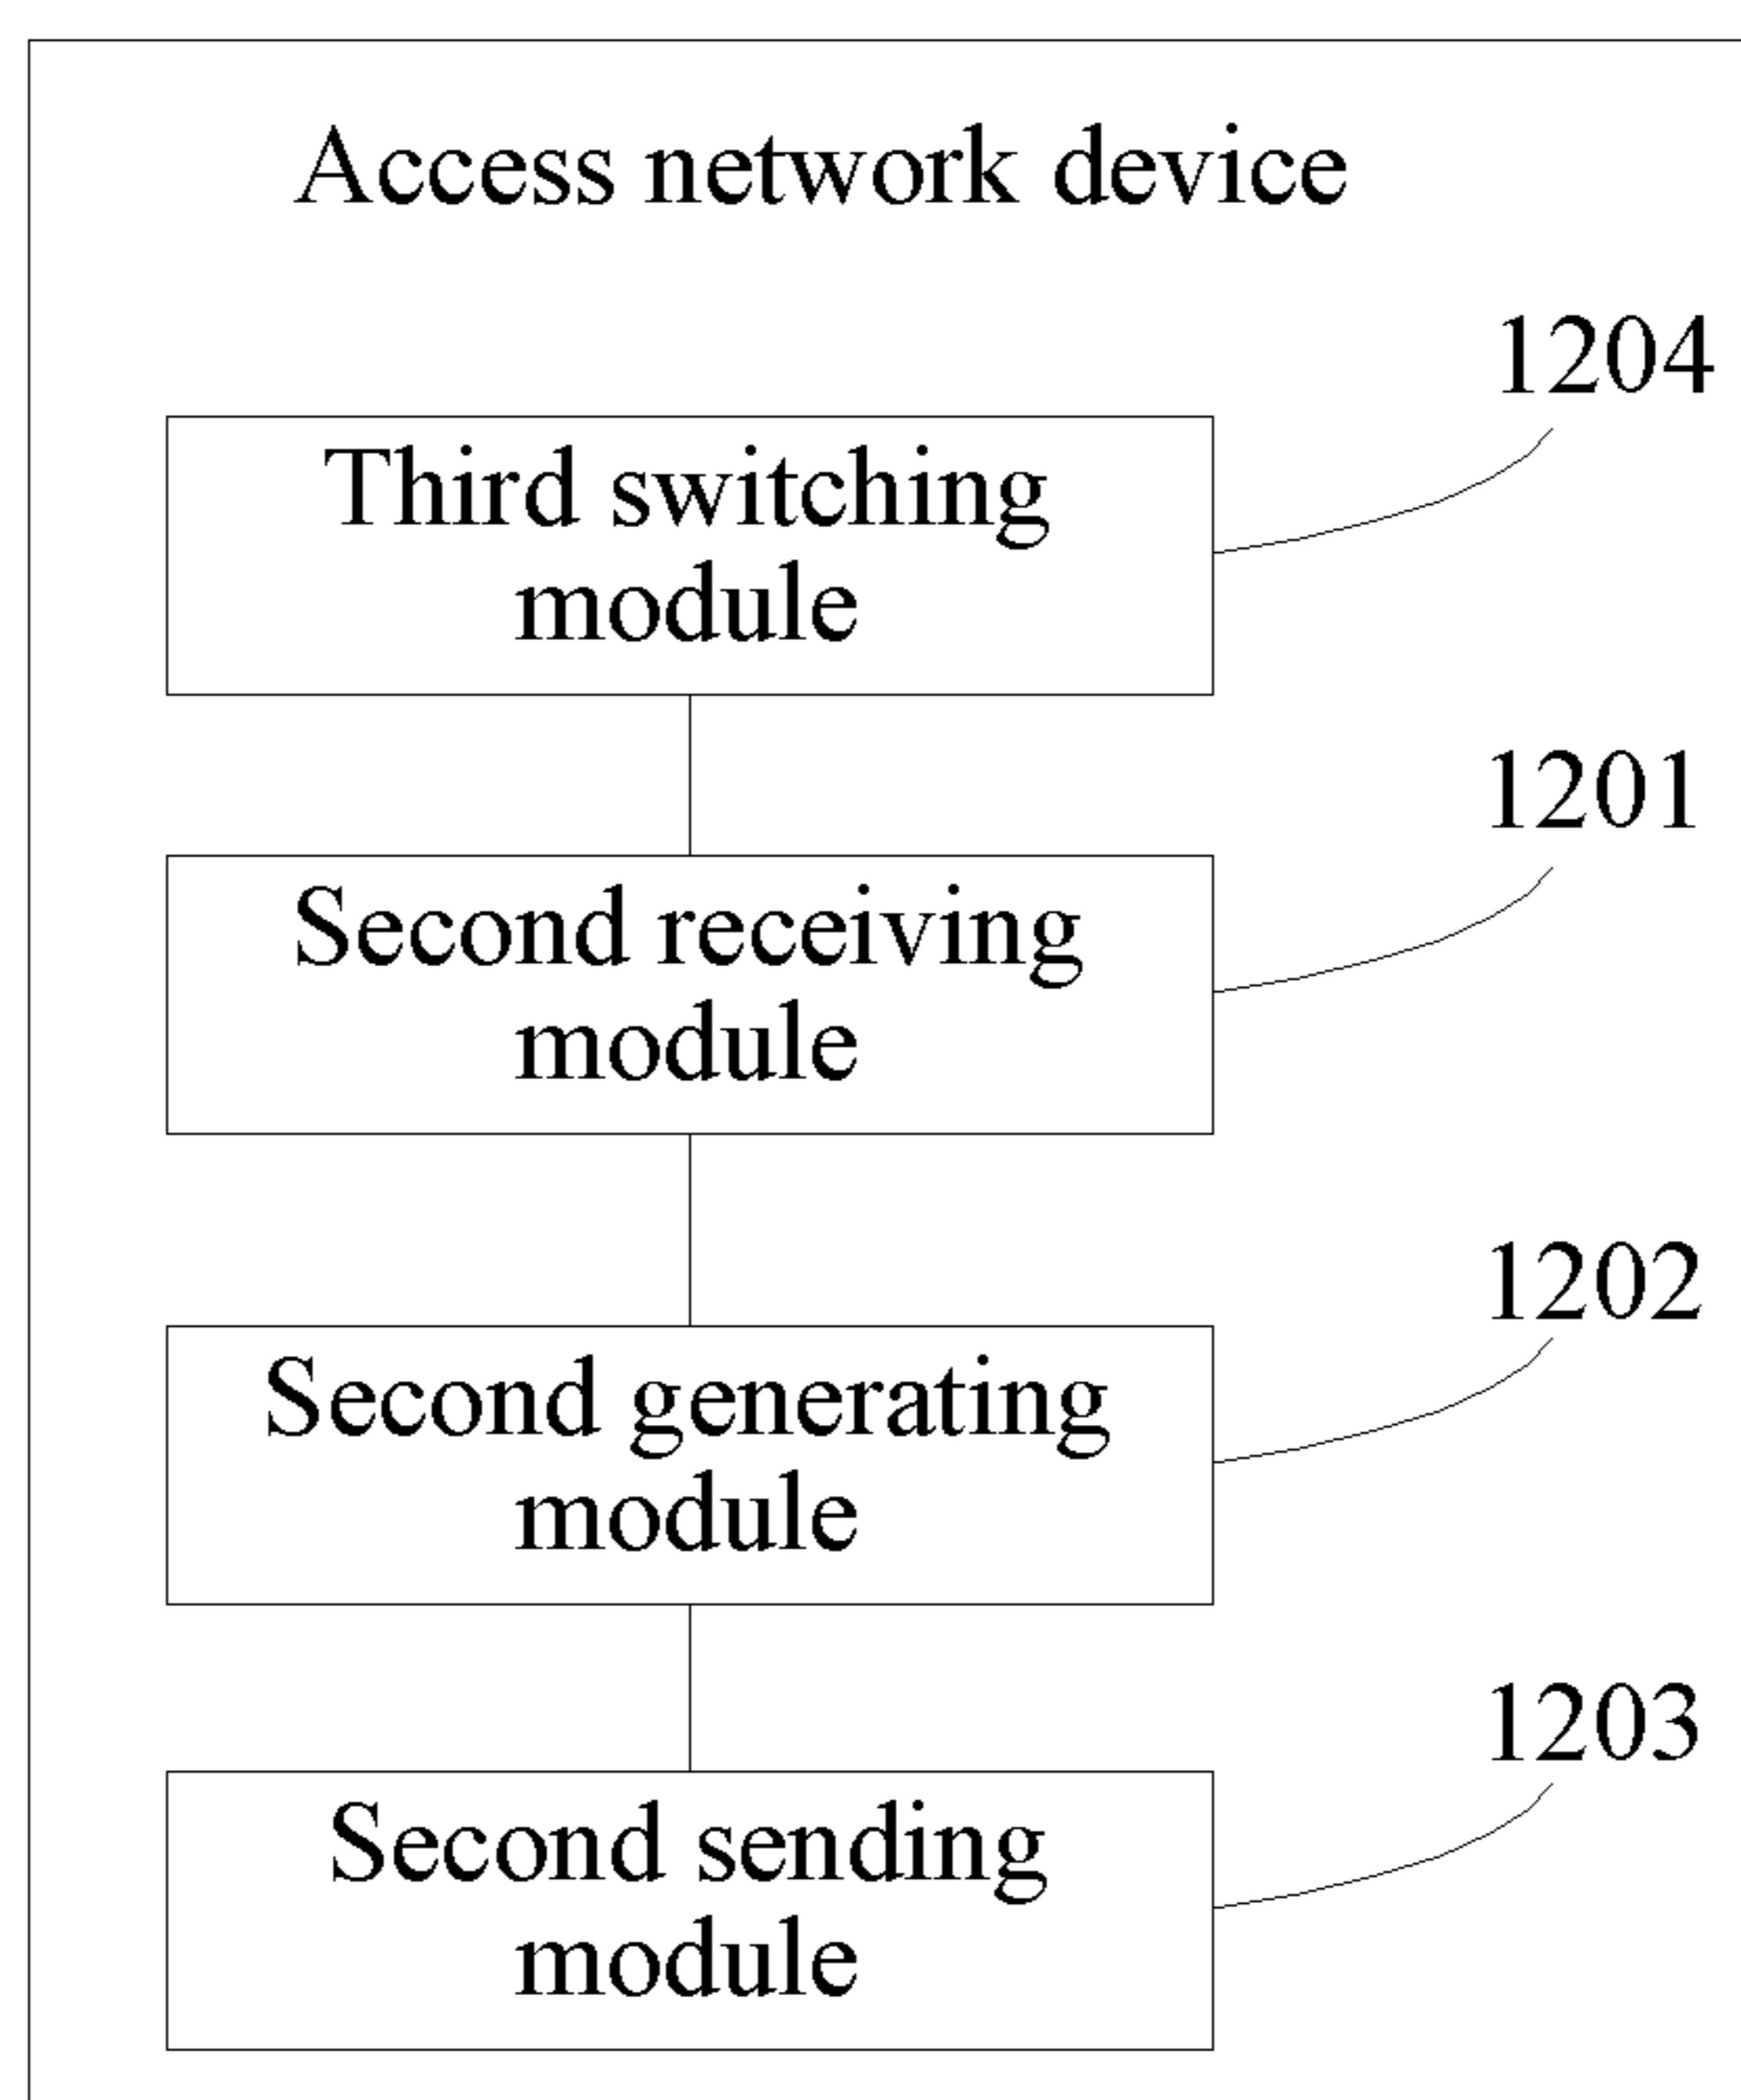 Access network device
1204
Third switching
module
1201
Second receiving
module
1202
Second generating
module
1203
Second sending
module